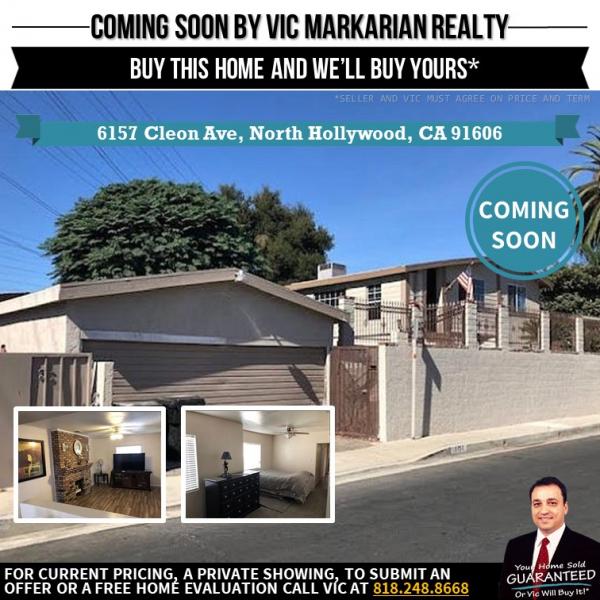 COMING SOON BY VIC MARKARIAN REALTY
BUY THIS HOME AND WE'LL BUY YOURS*
*SELLER AND VIC MUST AGREE ON PRICE AND TERM
6157 Cleon Ave, North Hollywood, CA 91606
COMING
SOON
Your Home Sold
GUARANTEED
Or Vic Will Buy It!*
FOR CURRENT PRICING, A PRIVATE SHOWING, TO SUBMIT AN
OFFER OR A FREE HOME EVALUATION CALL VIC AT 818.248.8668